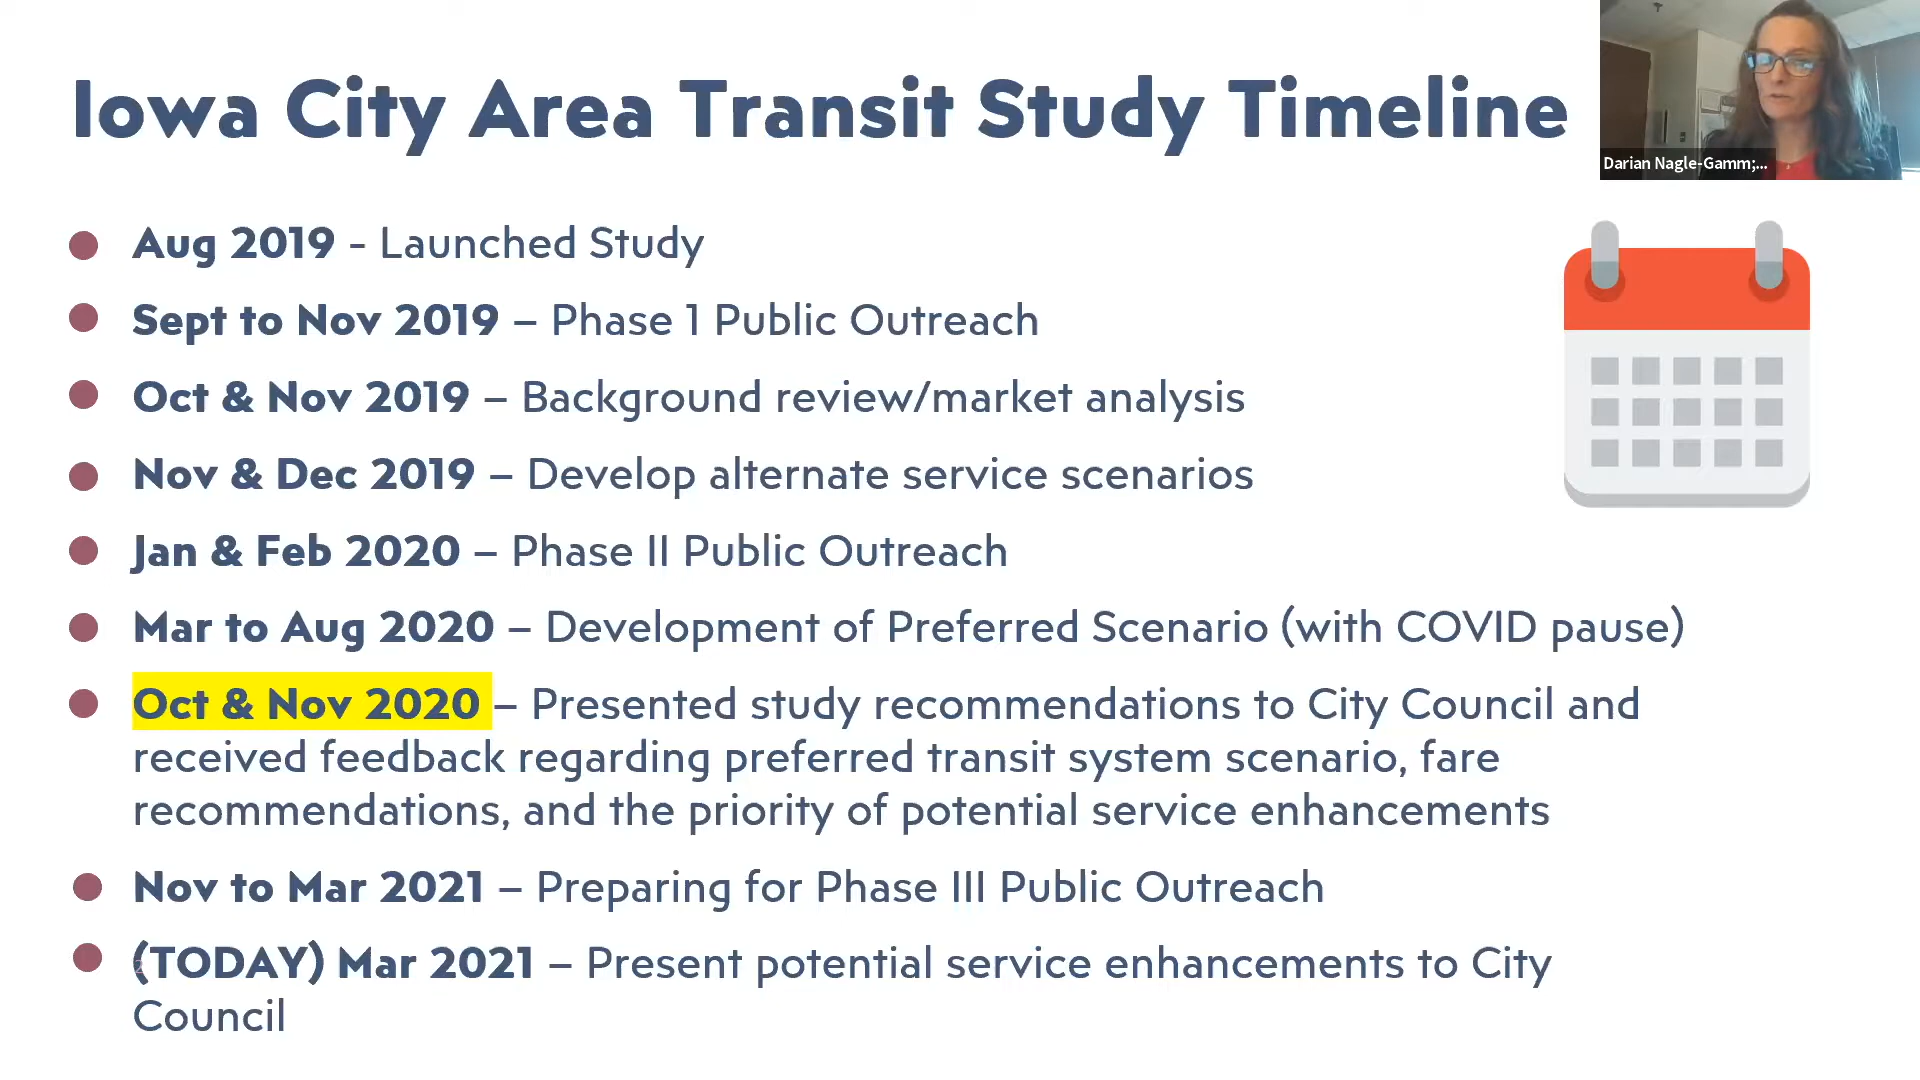 Iowa City Area Transit Study Timeline
Darian Nagle-Gamm;...
Aug 2019 - Launched Study
Sept to Nov 2019 – Phase 1 Public Outreach
Oct & Nov 2019 – Background review/market analysis
Nov & Dec 2019 – Develop alternate service scenarios
Jan & Feb 2020 – Phase II Public Outreach
Mar to Aug 2020 – Development of Preferred Scenario (with COVID pause)
Oct & Nov 2020 – Presented study recommendations to City Council and
received feedback regarding preferred transit system scenario, fare
recommendations, and the priority of potential service enhancements
Nov to Mar 2021 – Preparing for Phase III Public Outreach
(TODAY) Mar 2021 – Present potential service enhancements to City
Council